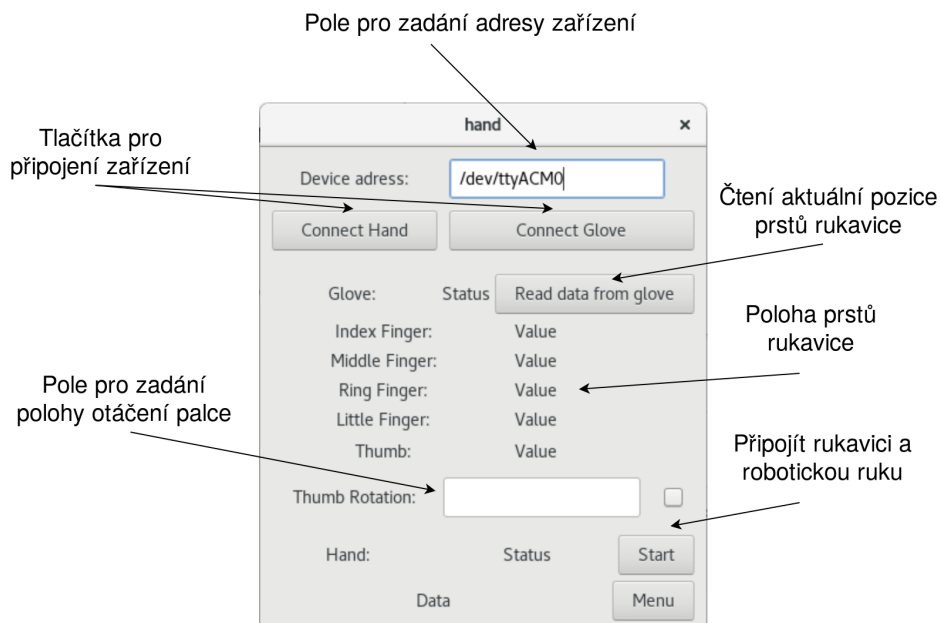 Pole pro zadání adresy zařízení
hand ×
Tlačítka pro
připojení zařízení
Device adress: /dev/ttyACM0
Connect Hand Connect Glove
Čtení aktuální pozice
prstů rukavice
Glove: Status Read data from glove
Index Finger: Value
Middle Finger: Value
Ring Finger: Value
Little Finger: Value
Thumb: Value
Poloha prstů
rukavice
Pole pro zadání
polohy otáčení palce
Připojít rukavici a
robotickou ruku
Thumb Rotation:
Hand: Status Start
Data Menu